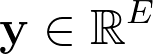 𝐲 ∈ ℝ^E